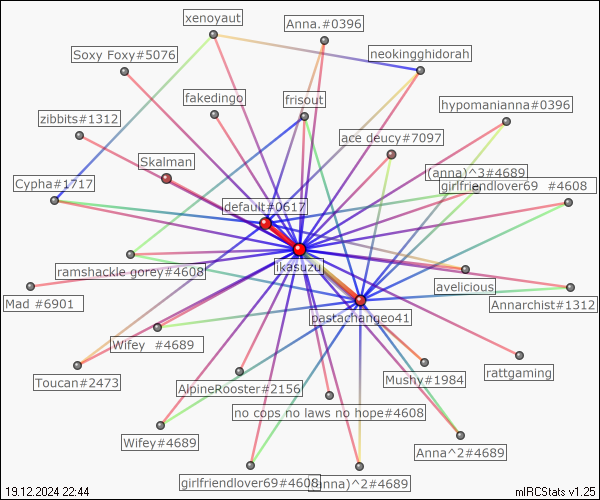 xenoyaut
Anna.#0396
Soxy Foxy#5076
neokingghidorah
fakedingo
frisout
hypomanianna#0396
zibbits#1312
ace deucy#7097
Skalman
(anna)^3#4689
Cypha#1717
girlfriendlover69 #4608
default#0617
ikasuzu
ramshackle gorey#4608
avelicious
Mad #6901
Annarchist#1312
pastachangeo41
Wifey #4689
rattgaming
Toucan#2473
AlpineRooster#2156
Mushy#1984
no cops no laws no hope#4608
Wifey#4689
Anna^2#4689
girlfriendlover69#4608
(anna)^2#4689
19.12.2024 22:44
mIRCStats v1.25